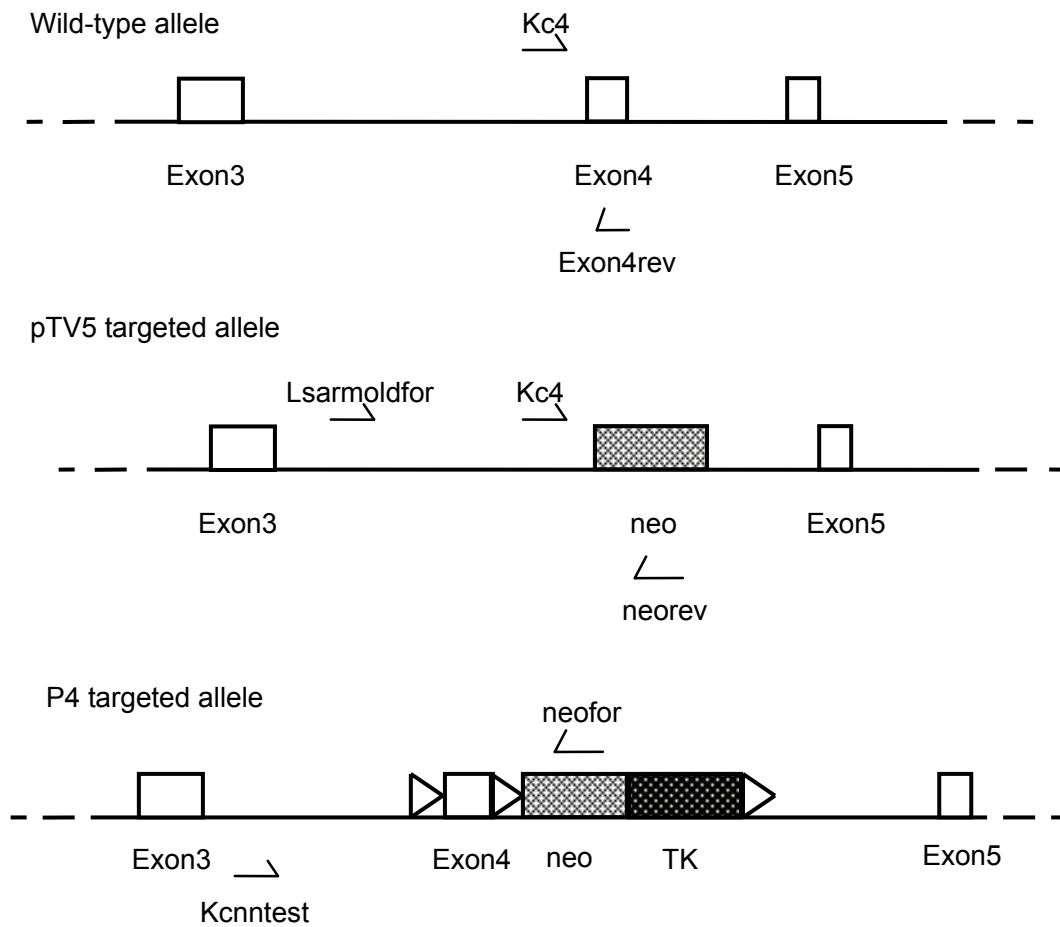 Wild-type allele
Kc4
Exon3 Exon4 Exon5
Exon4rev
pTV5 targeted allele
Lsarmoldfor Kc4
Exon3 neo Exon5
neorev
P4 targeted allele
neofor
Exon3 Exon4 neo TK Exon5
Kcnntest